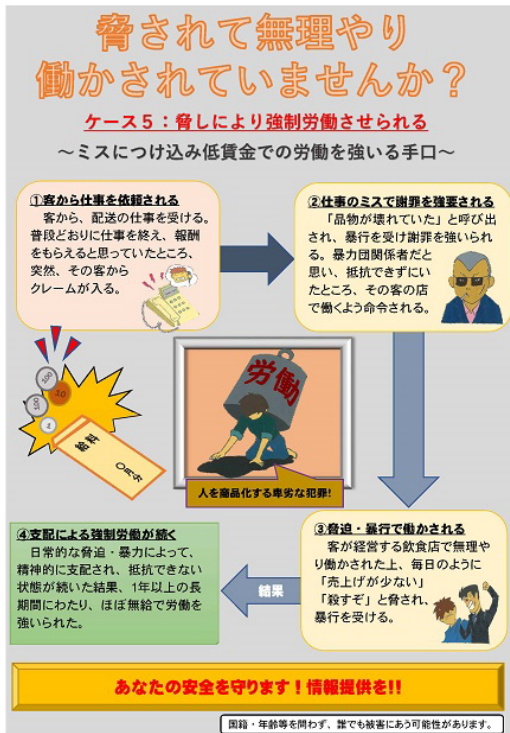 脅されて無理やり
働かされていませんか？
ケース５：脅しにより強制労働させられる
～ミスにつけ込み低賃金での労働を強いる手口～
①客から仕事を依頼される
客から、配送の仕事を受ける。
普段どおりに仕事を終え、報酬
をもらえると思っていたところ、
突然、その客から
クレームが入る。
②仕事のミスで謝罪を強要される
「品物が壊れていた」と呼び出
され、暴行を受け謝罪を強いられ
る。暴力団関係者だと
思い、抵抗できずにい
たところ、その客の店
で働くよう命令される。
100
10
100
1
給料
〇月分
労働
人を商品化する卑劣な犯罪!
③脅迫・暴行で働かされる
客が経営する飲食店で無理や
り働かされた上、毎日のように
「売上げが少ない」
「殺すぞ」と脅され、
暴行を受ける。
結果
④支配による強制労働が続く
日常的な脅迫・暴力によって、
精神的に支配され、抵抗できない
状態が続いた結果、1年以上の長
期間にわたり、ほぼ無給で労働を
強いられた。
あなたの安全を守ります！情報提供を!!
国籍・年齢等を問わず、誰でも被害にあう可能性があります。